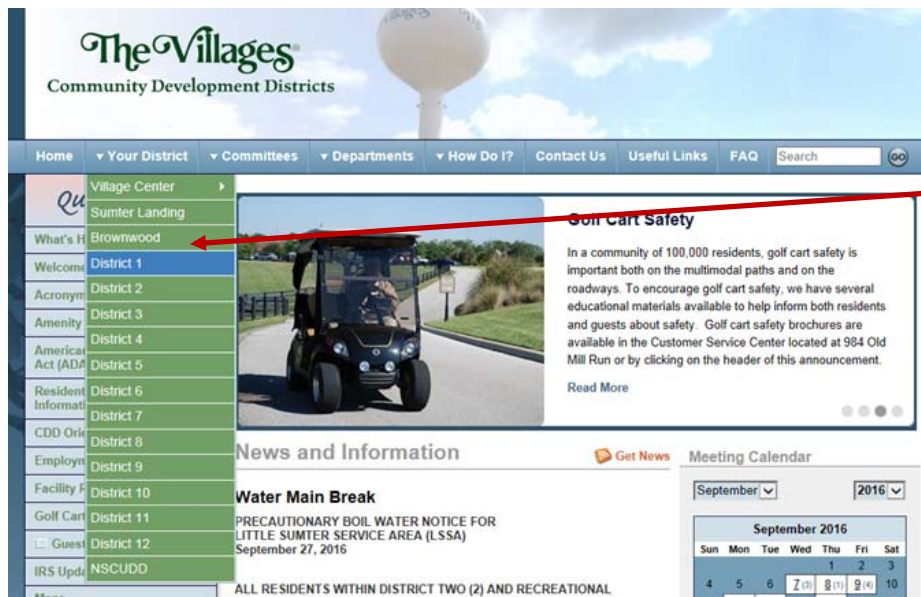 The Villages
Community Development Districts
Home
Your District
Committees
Departments
How Do I?
Contact Us
Useful Links
FAQ
Search
GO
Village Center
Sumter Landing
Brownwood
District 1
District 2
District 3
District 4
District 5
District 6
District 7
District 8
District 9
District 10
District 11
District 12
NSCUDD
What's H
Welcome
Acronym
Amenity
American
Act (ADA
Resident
Informati
CDD Orie
Employm
Facility
Golf Cart
Guest
IRS Upda
Golf Cart Safety
In a community of 100,000 residents, golf cart safety is
important both on the multimodal paths and on the
roadways. To encourage golf cart safety, we have several
educational materials available to help inform both residents
and guests about safety. Golf cart safety brochures are
available in the Customer Service Center located at 984 Old
Mill Run or by clicking on the header of this announcement.
Read More
News and Information
Get News
Water Main Break
PRECAUTIONARY BOIL WATER NOTICE FOR
LITTLE SUMTER SERVICE AREA (LSSA)
September 27, 2016
ALL RESIDENTS WITHIN DISTRICT TWO (2) AND RECREATIONAL
Meeting Calendar
September
2016
September 2016
Sun Mon Tue Wed Thu Fri Sat
1 2 3
4 5 6 7 (3) 8 (1) 9 (4) 10